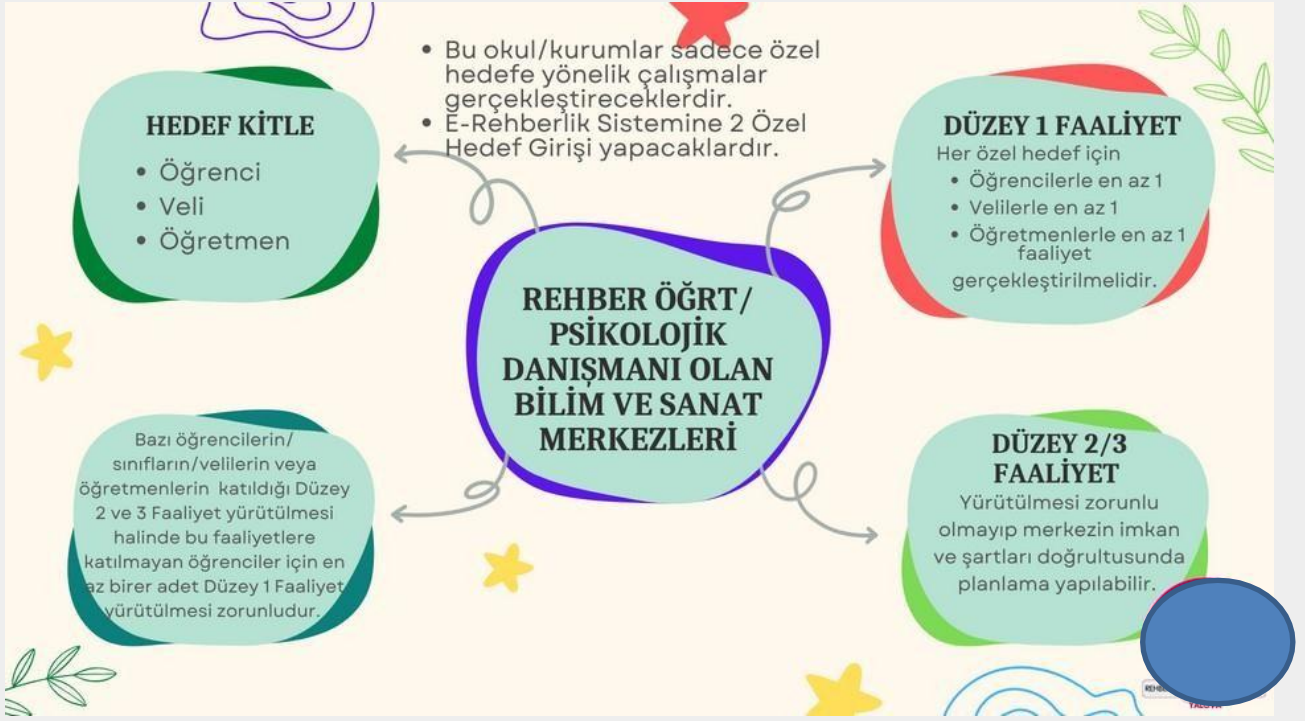 • Bu okul/kurumlar sadece özel
hedefe yönelik çalışmalar
gerçekleştireceklerdir.
• E-Rehberlik Sistemine 2 Özel
Hedef Girişi yapacaklardır.
HEDEF KİTLE
• Öğrenci
• Veli
• Öğretmen
DÜZEY 1 FAALİYET
Her özel hedef için
• Öğrencilerle en az 1
• Velilerle en az 1
• Öğretmenlerle en az 1
faaliyet
gerçekleştirilmelidir.
REHBER ÖĞRT/
PSİKOLOJİK
DANIŞMANI OLAN
BİLİM VE SANAT
MERKEZLERİ
Bazı öğrencilerin/
sınıfların/velilerin veya
öğretmenlerin katıldığı Düzey
2 ve 3 Faaliyet yürütülmesi
halinde bu faaliyetlere
katılmayan öğrenciler için en
az birer adet Düzey 1 Faaliyet
yürütülmesi zorunludur.
DÜZEY 2/3
FAALİYET
Yürütülmesi zorunlu
olmayıp merkezin imkan
ve şartları doğrultusunda
planlama yapılabilir.